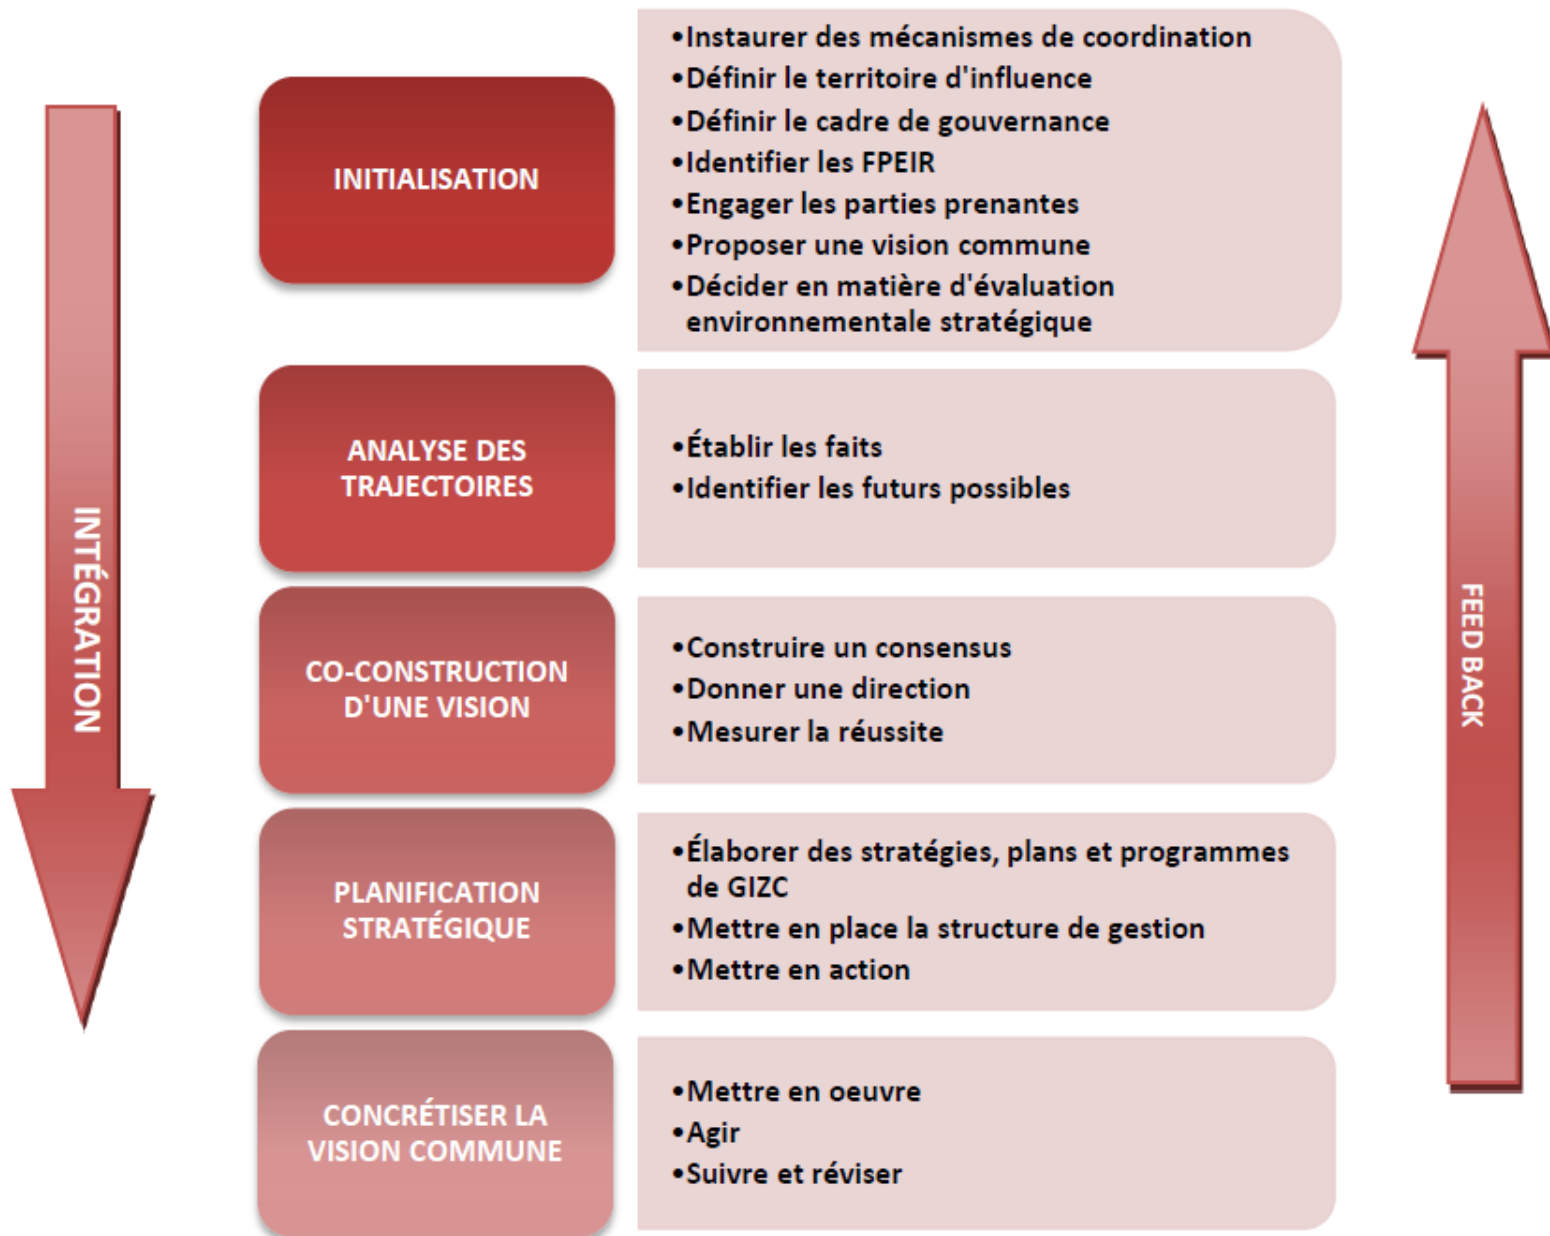 INTÉGRATION
INITIALISATION
•Instaurer des mécanismes de coordination
•Définir le territoire d'influence
•Définir le cadre de gouvernance
•Identifier les FPEIR
•Engager les parties prenantes
•Proposer une vision commune
•Décider en matière d'évaluation
environnementale stratégique
ANALYSE DES
TRAJECTOIRES
•Établir les faits
•Identifier les futurs possibles
CO-CONSTRUCTION
D'UNE VISION
•Construire un consensus
•Donner une direction
•Mesurer la réussite
PLANIFICATION
STRATÉGIQUE
•Élaborer des stratégies, plans et programmes
de GIZC
•Mettre en place la structure de gestion
•Mettre en action
CONCRÉTISER LA
VISION COMMUNE
•Mettre en oeuvre
•Agir
•Suivre et réviser
FEED BACK